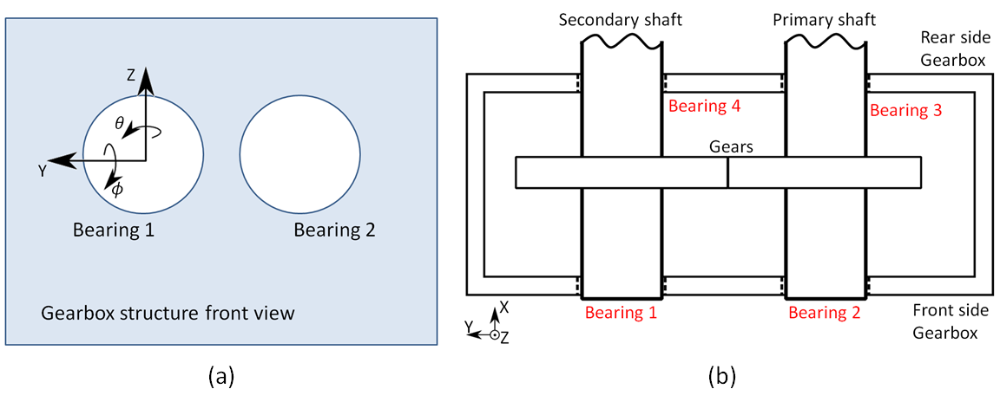 Z
θ
Y
ϕ
Bearing 1
Bearing 2
Gearbox structure front view
(a)
Secondary shaft
Primary shaft
Rear side
Gearbox
Bearing 4
Bearing 3
Gears
Bearing 1
Bearing 2
Front side
Gearbox
X
Y
Z
(b)